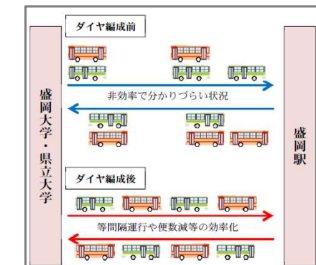 ダイヤ編成前
非効率で分かりづらい状況
盛岡大学・県立大学
盛岡駅
ダイヤ編成後
等間隔運行や便数減等の効率化